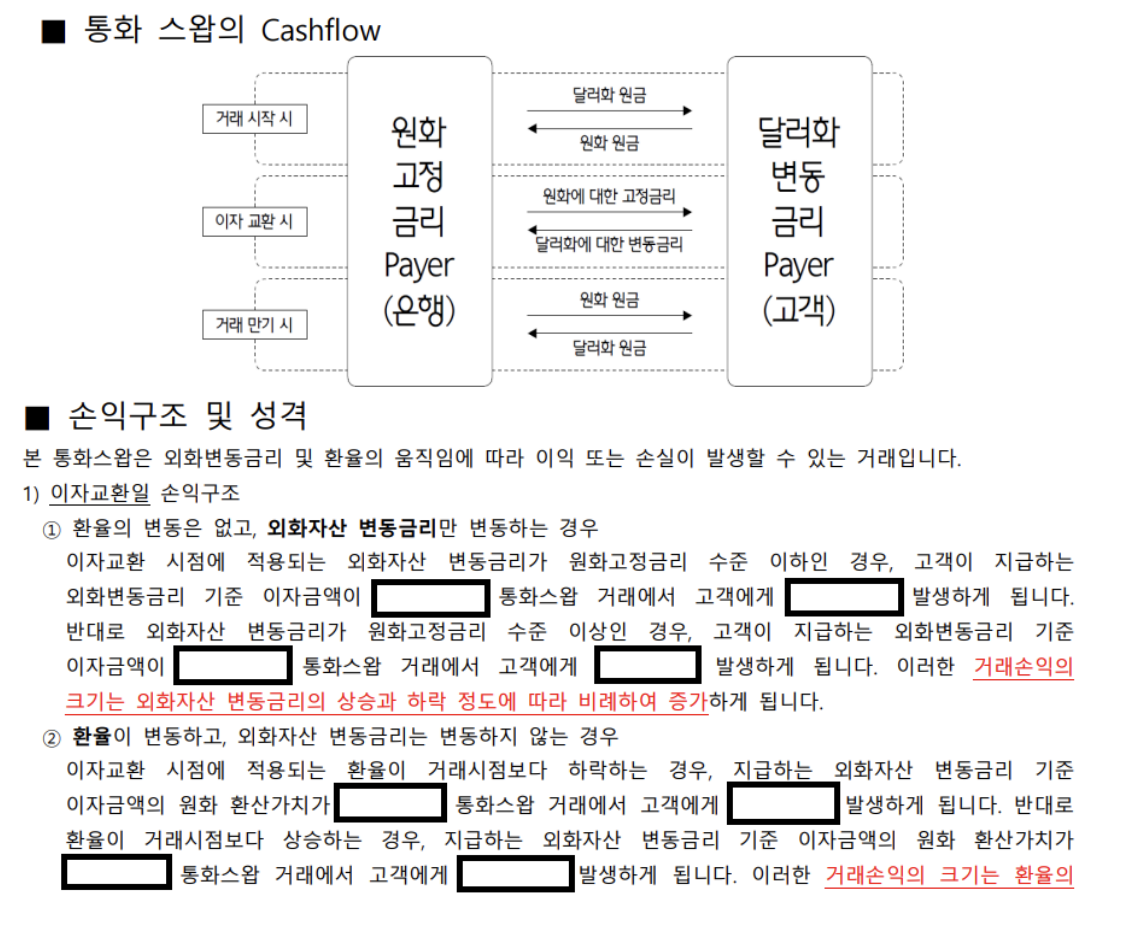 ■ 통화 스왑의 Cashflow
거래 시작 시
이자 교환 시
거래 만기 시
원화
고정
금리
Payer
(은행)
달러화 원금
원화 원금
원화에 대한 고정금리
달러화에 대한 변동금리
원화 원금
달러화 원금
달러화
변동
금리
Payer
(고객)
■ 손익구조 및 성격
본 통화스왑은 외화변동금리 및 환율의 움직임에 따라 이익 또는 손실이 발생할 수 있는 거래입니다.
1) 이자교환일 손익구조
① 환율의 변동은 없고, 외화자산 변동금리만 변동하는 경우
이자교환 시점에 적용되는 외화자산 변동금리가 원화고정금리 수준 이하인 경우, 고객이 지급하는
외화변동금리 기준 이자금액이 통화스왑 거래에서 고객에게 발생하게 됩니다.
반대로 외화자산 변동금리가 원화고정금리 수준 이상인 경우, 고객이 지급하는 외화변동금리 기준
이자금액이 통화스왑 거래에서 고객에게 발생하게 됩니다. 이러한 거래손익의
크기는 외화자산 변동금리의 상승과 하락 정도에 따라 비례하여 증가하게 됩니다.
② 환율이 변동하고, 외화자산 변동금리는 변동하지 않는 경우
이자교환 시점에 적용되는 환율이 거래시점보다 하락하는 경우, 지급하는 외화자산 변동금리 기준
이자금액의 원화 환산가치가 통화스왑 거래에서 고객에게 발생하게 됩니다. 반대로
환율이 거래시점보다 상승하는 경우, 지급하는 외화자산 변동금리 기준 이자금액의 원화 환산가치가
통화스왑 거래에서 고객에게 발생하게 됩니다. 이러한 거래손익의 크기는 환율의